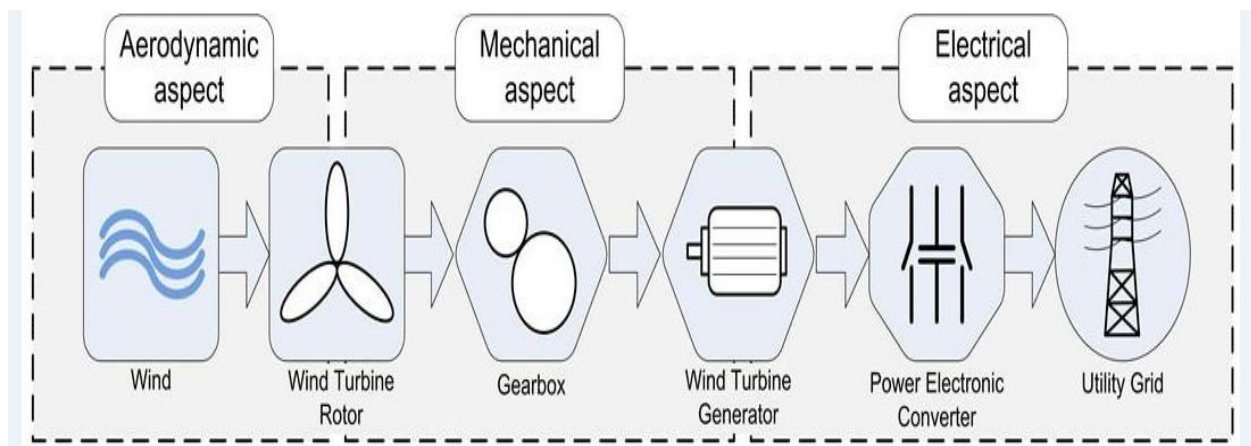 Aerodynamic
aspect
Mechanical
aspect
Electrical
aspect
Wind
Wind Turbine
Rotor
Gearbox
Wind Turbine
Generator
Power Electronic
Converter
Utility Grid